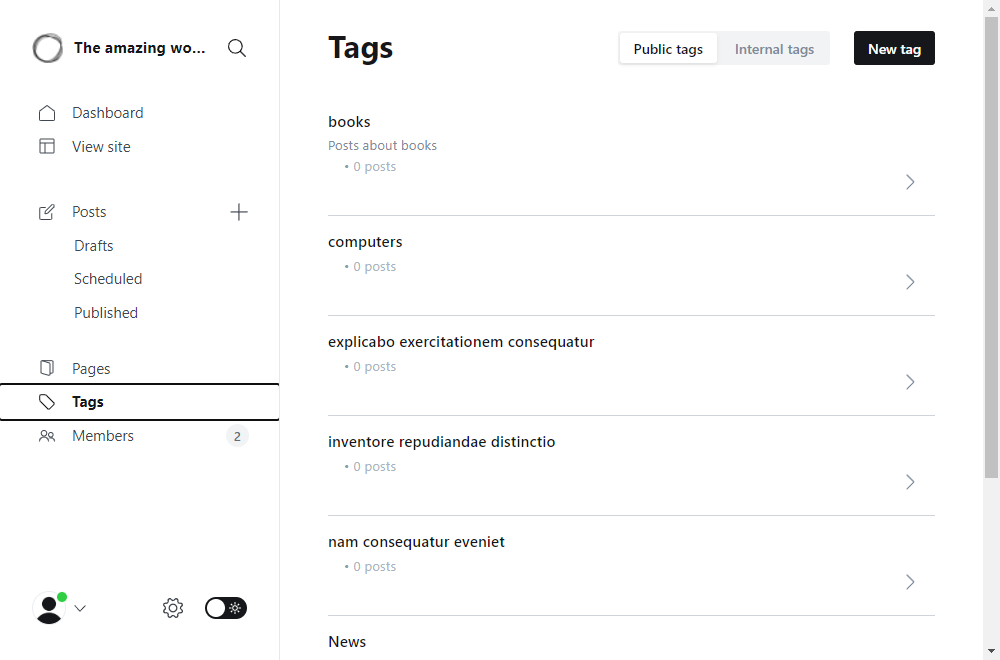 The amazing wo...
Dashboard
View site
Posts
Drafts
Scheduled
Published
Pages
Tags
Members
2
Tags
Public tags
Internal tags
New tag
books
Posts about books
• 0 posts
computers
• 0 posts
explicabo exercitationem consequatur
• 0 posts
inventore repudiandae distinctio
• 0 posts
nam consequatur eveniet
• 0 posts
News